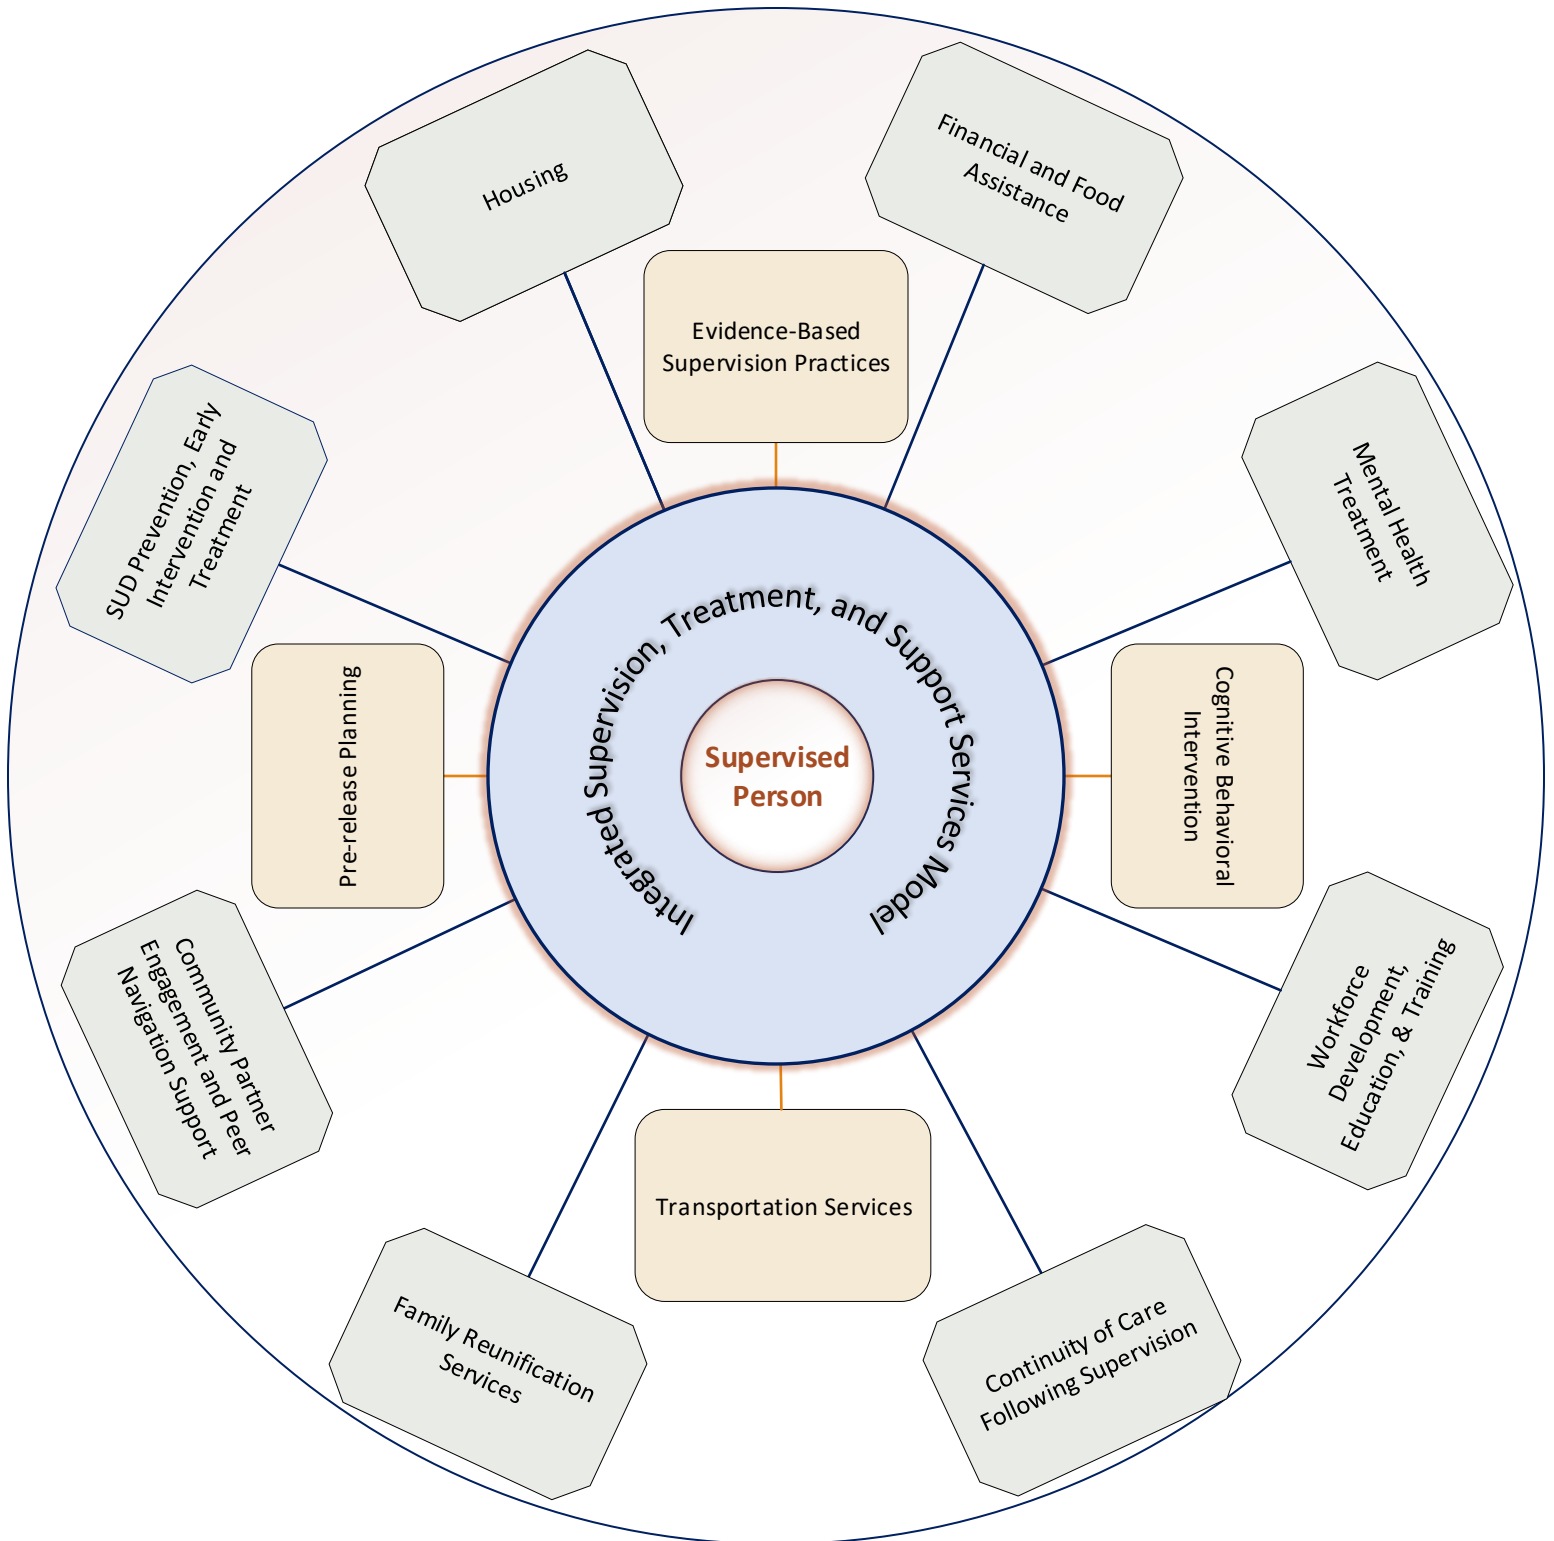 Housing
Financial and Food
Assistance
Evidence-Based
Supervision Practices
SUD Prevention, Early
Intervention and
Treatment
Mental Health
Treatment
Integrated Supervision, Treatment, and Support Services Model
Supervised
Person
Pre-release Planning
Cognitive Behavioral
Intervention
Community Partner
Engagement and Peer
Navigation Support
Workforce
Development,
Education, & Training
Transportation Services
Family Reunification
Services
Continuity of Care
Following Supervision